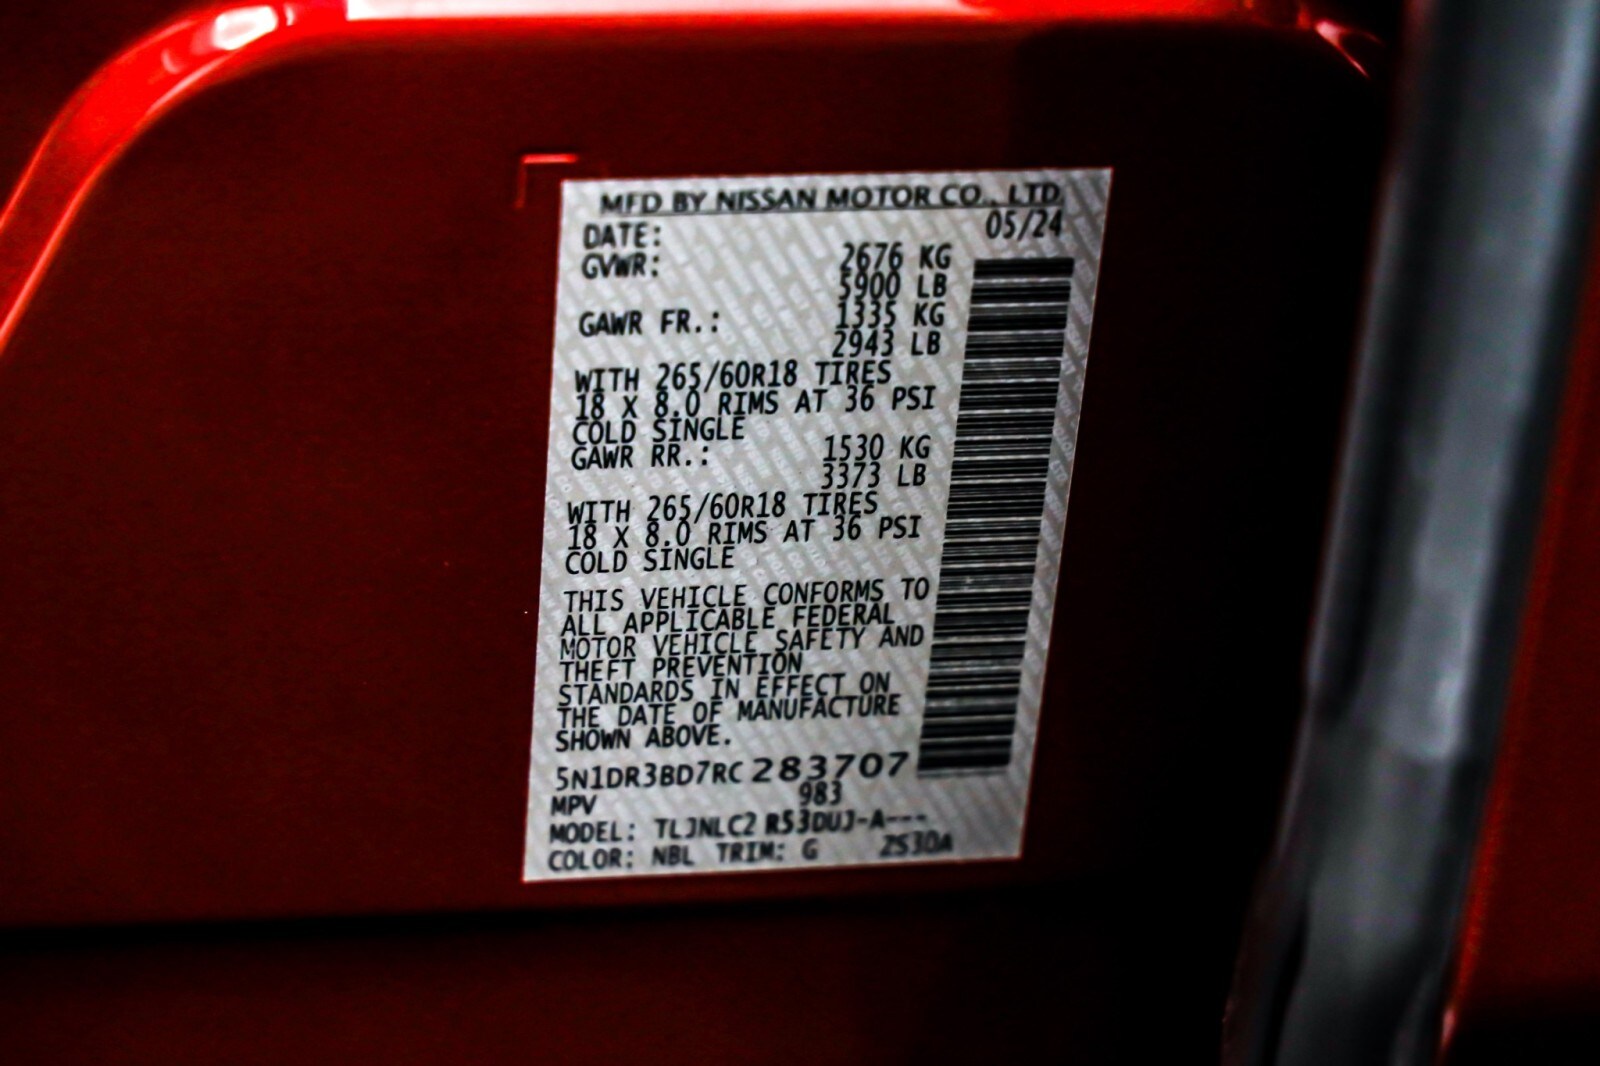 MFD BY NISSAN MOTOR CO., LTD.
DATE: 05/24
GVWR: 2676 KG
5900 LB
GAWR FR.: 1335 KG
2943 LB
WITH 265/60R18 TIRES
18 X 8.0 RIMS AT 36 PSI
COLD SINGLE
GAWR RR.: 1530 KG
3373 LB
WITH 265/60R18 TIRES
18 X 8.0 RIMS AT 36 PSI
COLD SINGLE
THIS VEHICLE CONFORMS TO
ALL APPLICABLE FEDERAL
MOTOR VEHICLE SAFETY AND
THEFT PREVENTION
STANDARDS IN EFFECT ON
THE DATE OF MANUFACTURE
SHOWN ABOVE.
5N1DR3BD7RC283707
MPV 983
MODEL: TLJNLC2 R53DUJ-A---
COLOR: NBL TRIM: G ZS30A